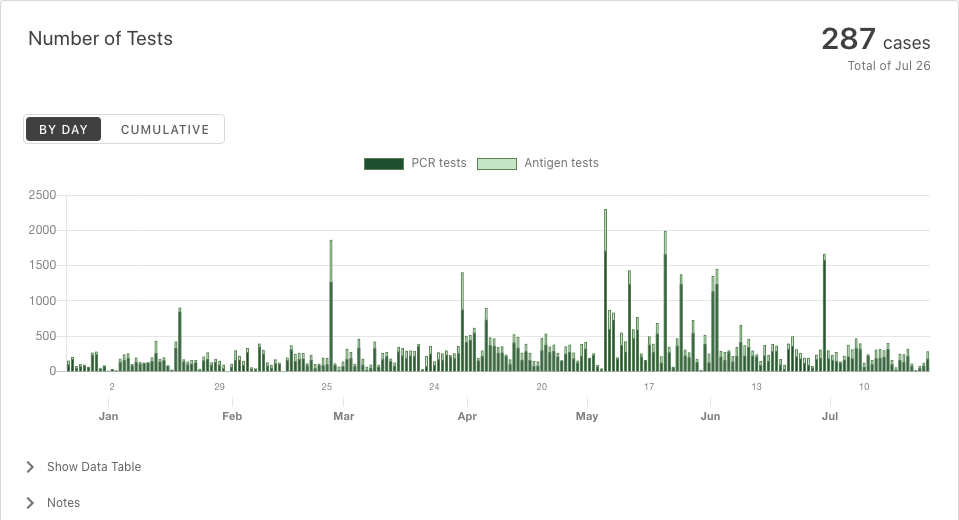 Number of Tests
287 cases
Total of Jul 26
BY DAY CUMULATIVE
PCR tests Antigen tests
2500
2000
1500
1000
500
0
2 29 25 24 20 17 13 10
Jan Feb Mar Apr May Jun Jul
Show Data Table
Notes